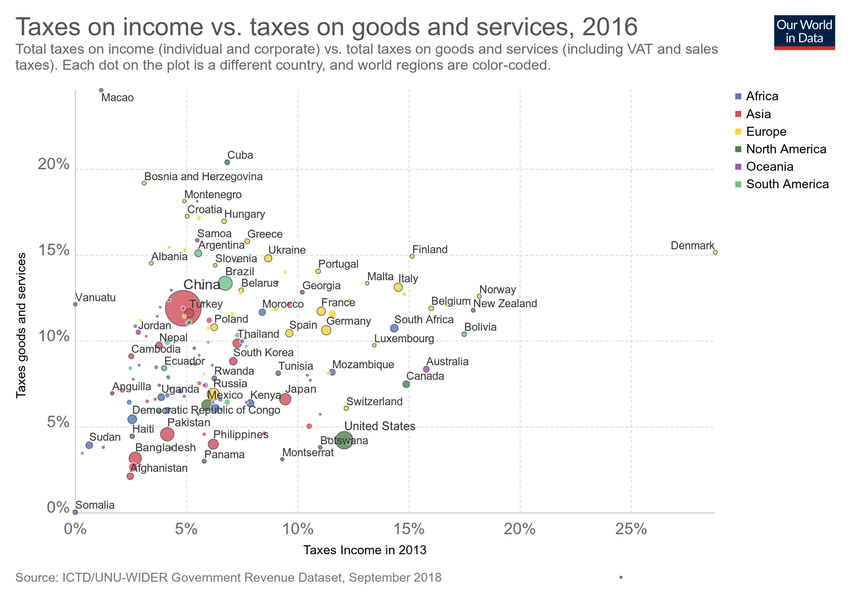 Taxes on income vs. taxes on goods and services, 2016
Total taxes on income (individual and corporate) vs. total taxes on goods and services (including VAT and sales
taxes). Each dot on the plot is a different country, and world regions are color-coded.
Our World
in Data
Africa
Asia
Europe
North America
Oceania
South America
Taxes goods and services
20%
15%
10%
5%
0%
Macao
Cuba
Bosnia and Herzegovina
Montenegro
Croatia
Hungary
Samoa
Greece
Argentina
Denmark
Finland
Ukraine
Albania
Slovenia
Portugal
Brazil
Belarus
Malta
Italy
China
Georgia
Norway
Vanuatu
Turkey
Morocco
France
Belgium
New Zealand
Poland
Germany
South Africa
Jordan
Spain
Bolivia
Nepal
Thailand
Luxembourg
Cambodia
South Korea
Ecuador
Tunisia
Mozambique
Australia
Rwanda
Canada
Anguilla
Uganda
Russia
Mexico
Kenya
Japan
Switzerland
Democratic Republic of Congo
Pakistan
United States
Haiti
Sudan
Philippines
Botswana
Bangladesh
Panama
Montserrat
Afghanistan
Somalia
0%
5%
10%
15%
20%
25%
Taxes Income in 2013
Source: ICTD/UNU-WIDER Government Revenue Dataset, September 2018